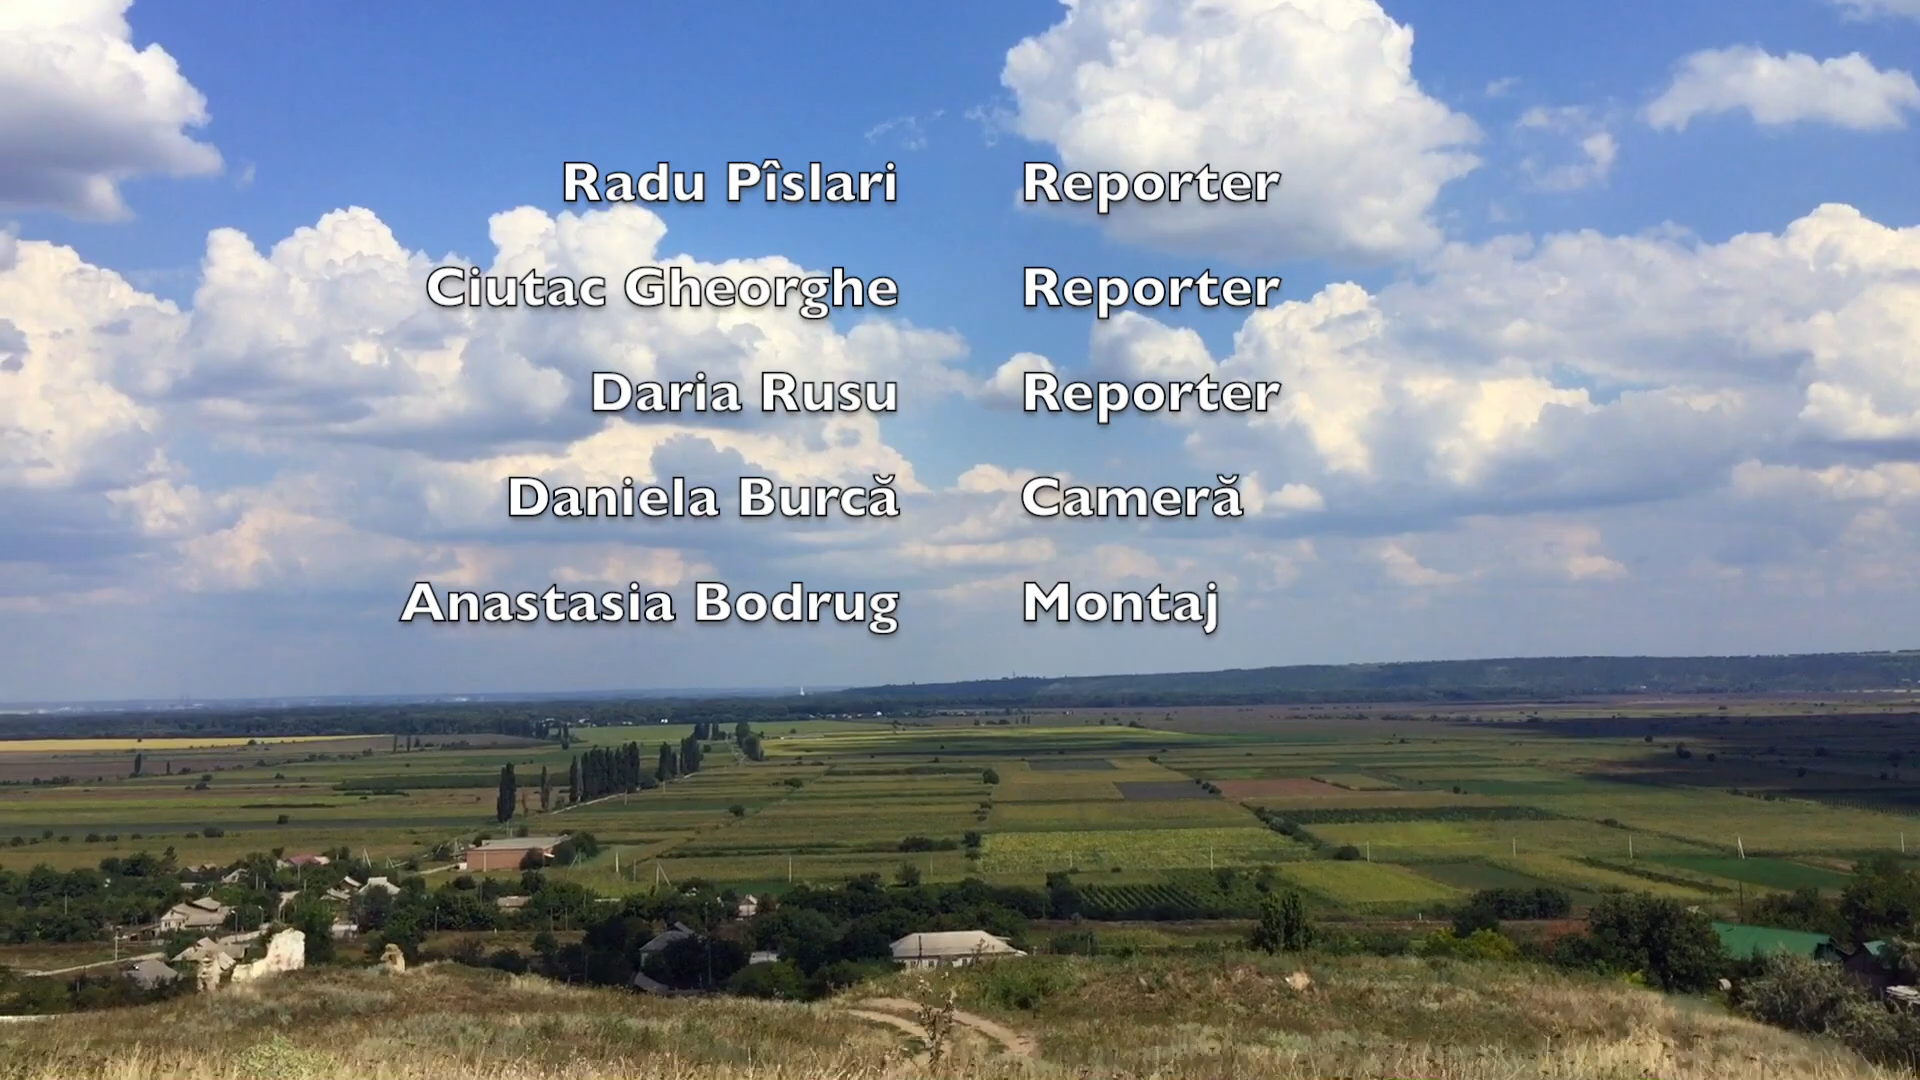 Radu Pîslari Reporter
Ciutac Gheorghe Reporter
Daria Rusu Reporter
Daniela Burcă Cameră
Anastasia Bodrug Montaj